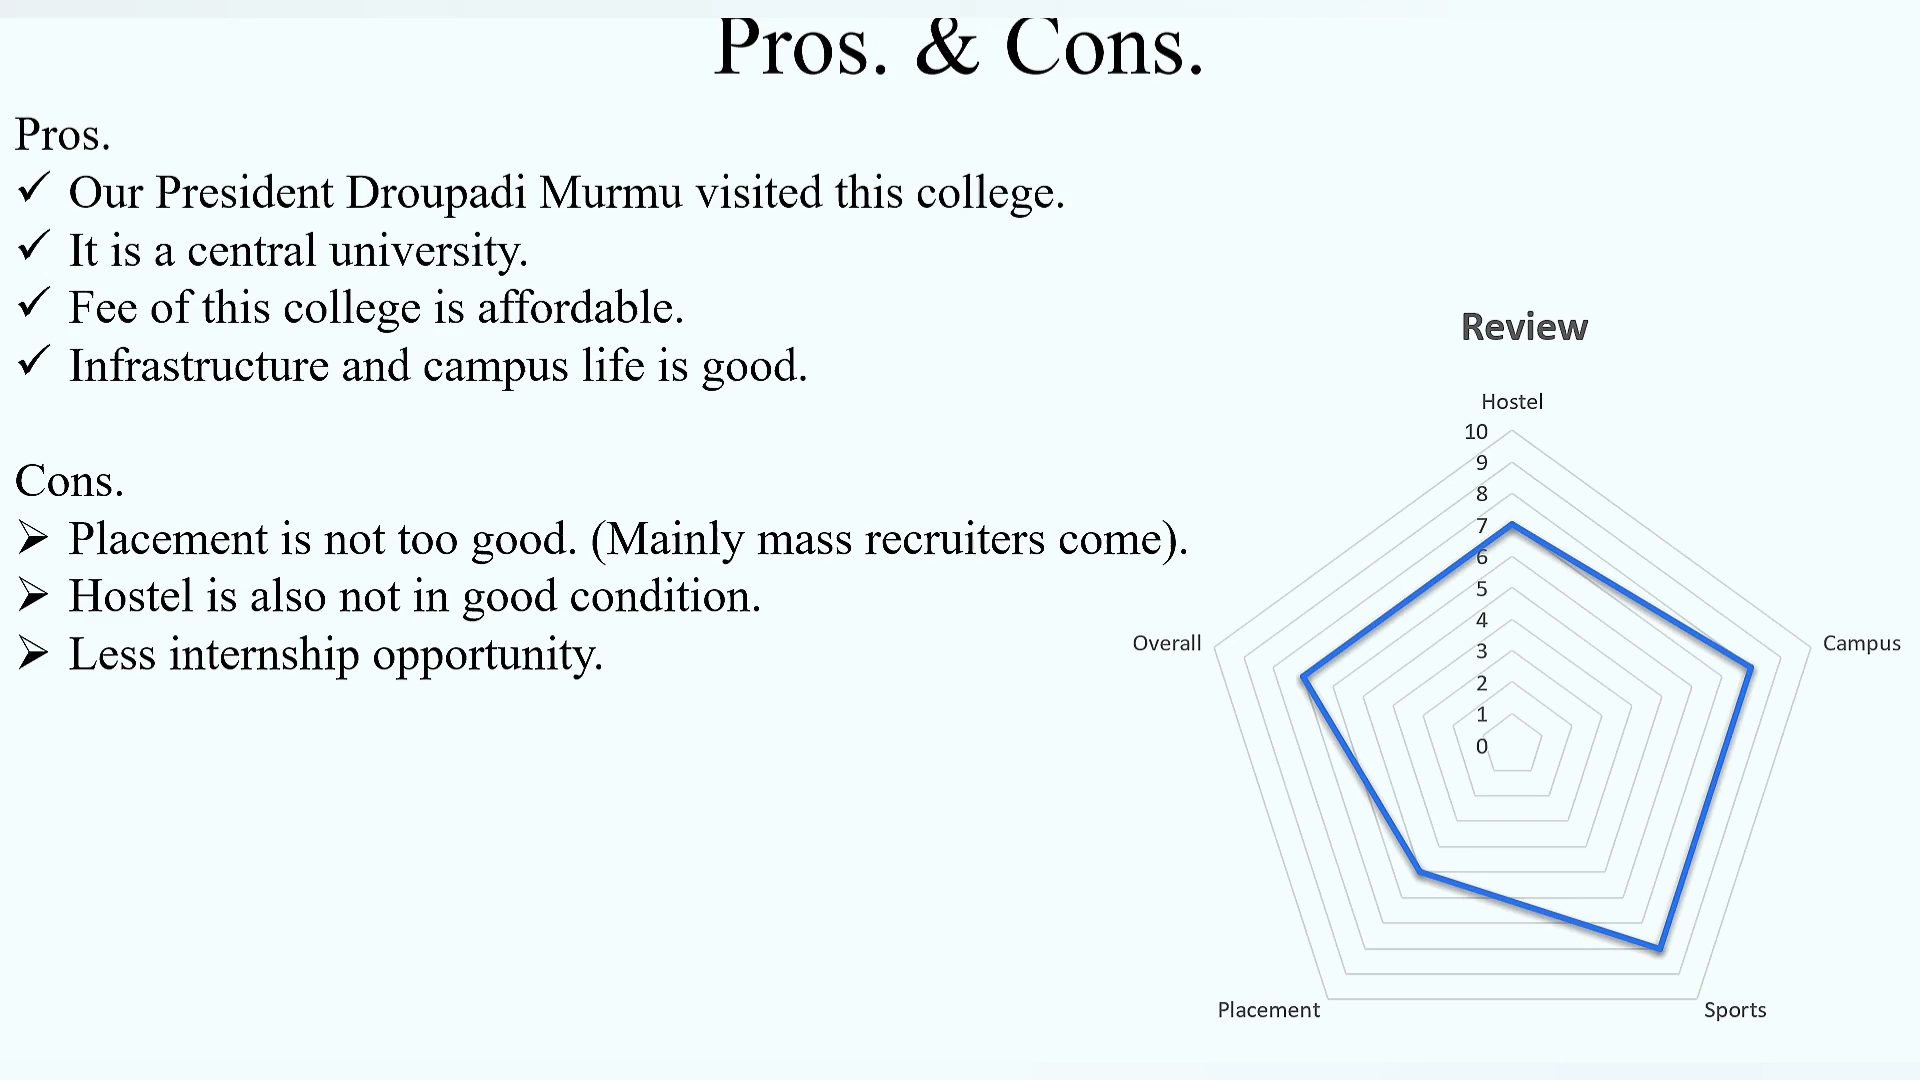 Pros. & Cons.
Pros.
✓ Our President Droupadi Murmu visited this college.
✓ It is a central university.
✓ Fee of this college is affordable.
✓ Infrastructure and campus life is good.
Cons.
➢ Placement is not too good. (Mainly mass recruiters come).
➢ Hostel is also not in good condition.
➢ Less internship opportunity.
Review
Hostel
10
9
8
7
6
5
4
3
2
1
0
Overall
Campus
Placement
Sports